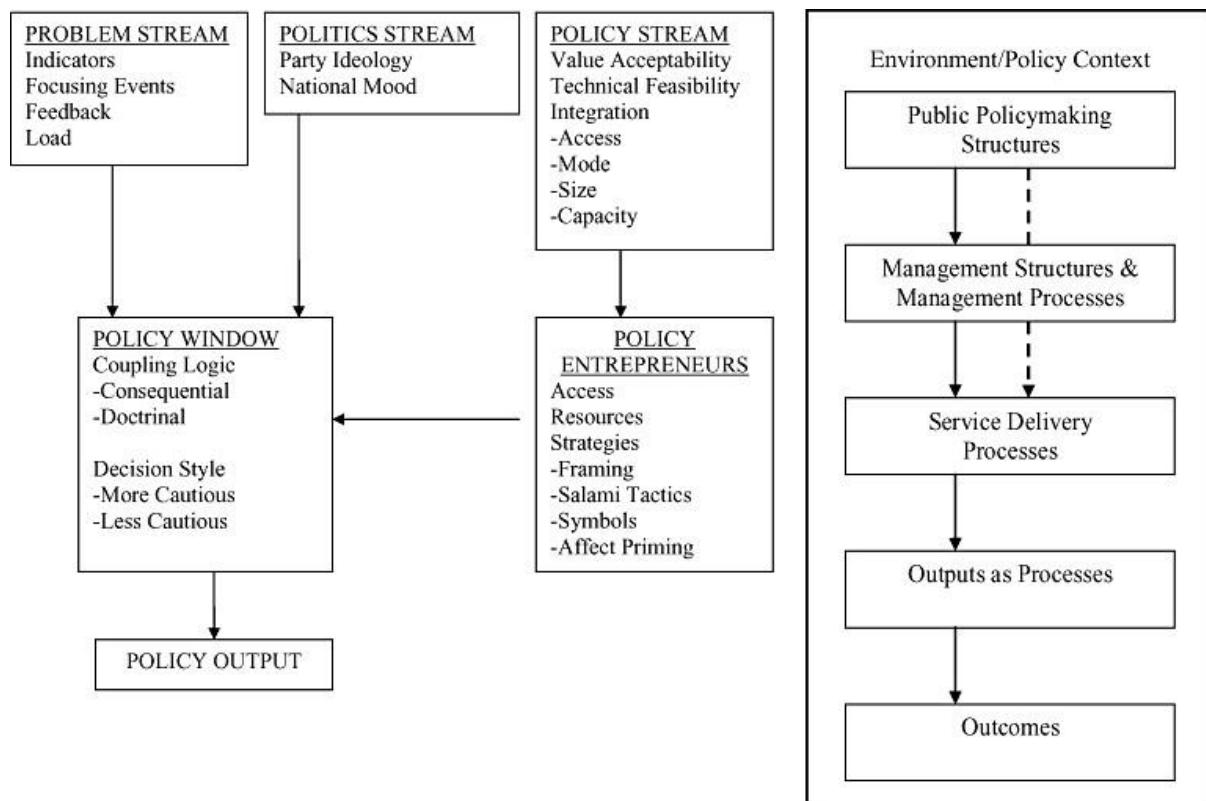 PROBLEM STREAM
Indicators
Focusing Events
Feedback
Load
POLITICS STREAM
Party Ideology
National Mood
POLICY STREAM
Value Acceptability
Technical Feasibility
Integration
-Access
-Mode
-Size
-Capacity
POLICY WINDOW
Coupling Logic
-Consequential
-Doctrinal
Decision Style
-More Cautious
-Less Cautious
POLICY
ENTREPRENEURS
Access
Resources
Strategies
-Framing
-Salami Tactics
-Symbols
-Affect Priming
POLICY OUTPUT
Environment/Policy Context
Public Policymaking
Structures
Management Structures &
Management Processes
Service Delivery
Processes
Outputs as Processes
Outcomes